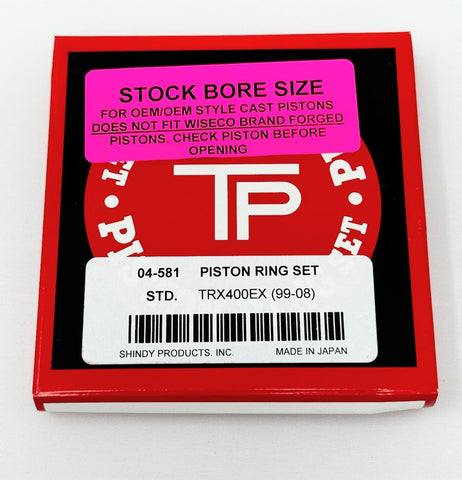 STOCK BORE SIZE
FOR OEM/OEM STYLE CAST PISTONS
DOES NOT FIT WISECO BRAND FORGED
PISTONS. CHECK PISTON BEFORE
OPENING
TP
04-581 PISTON RING SET
STD. TRX400EX (99-08)
SHINDY PRODUCTS. INC. MADE IN JAPAN